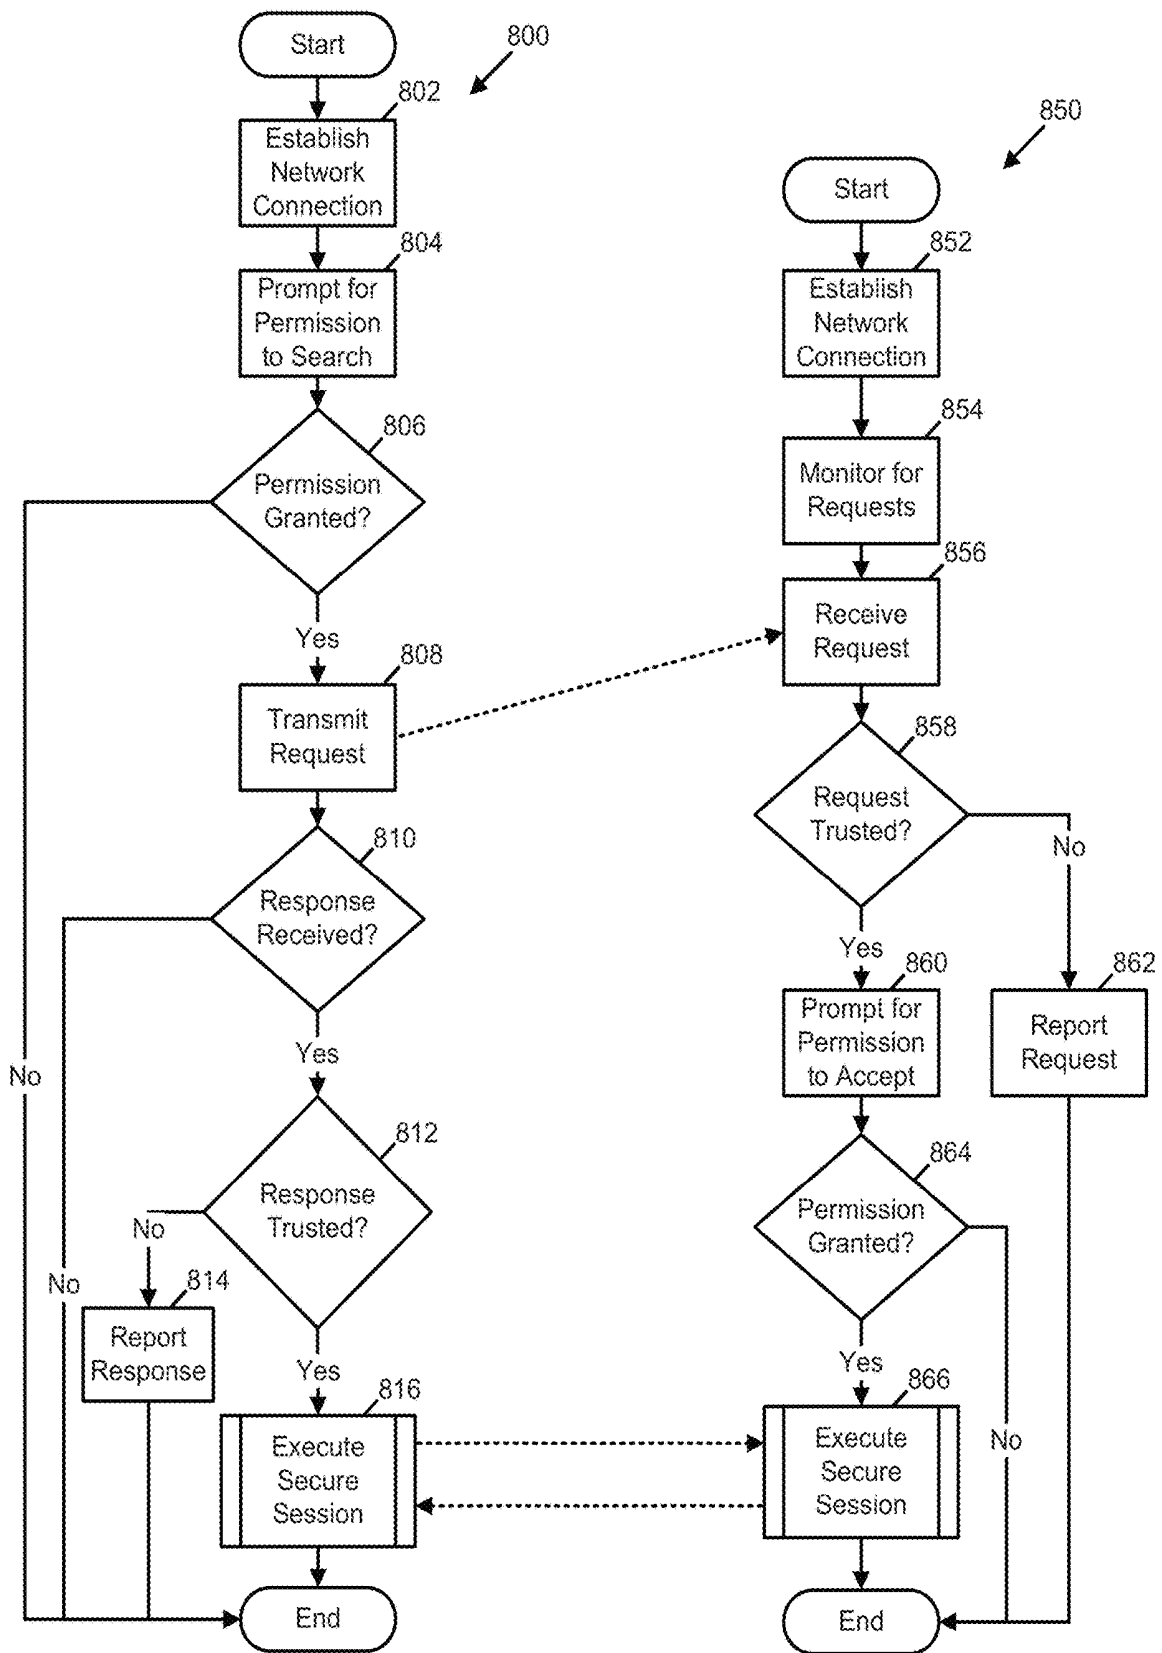 Start
800
802
Establish
Network
Connection
804
Prompt for
Permission
to Search
806
Permission
Granted?
No
Yes
808
Transmit
Request
810
Response
Received?
No
Yes
812
Response
Trusted?
No
814
Report
Response
Yes
816
Execute
Secure
Session
End
850
Start
852
Establish
Network
Connection
854
Monitor for
Requests
856
Receive
Request
858
Request
Trusted?
No
Yes
860
Prompt for
Permission
to Accept
862
Report
Request
864
Permission
Granted?
No
Yes
866
Execute
Secure
Session
End